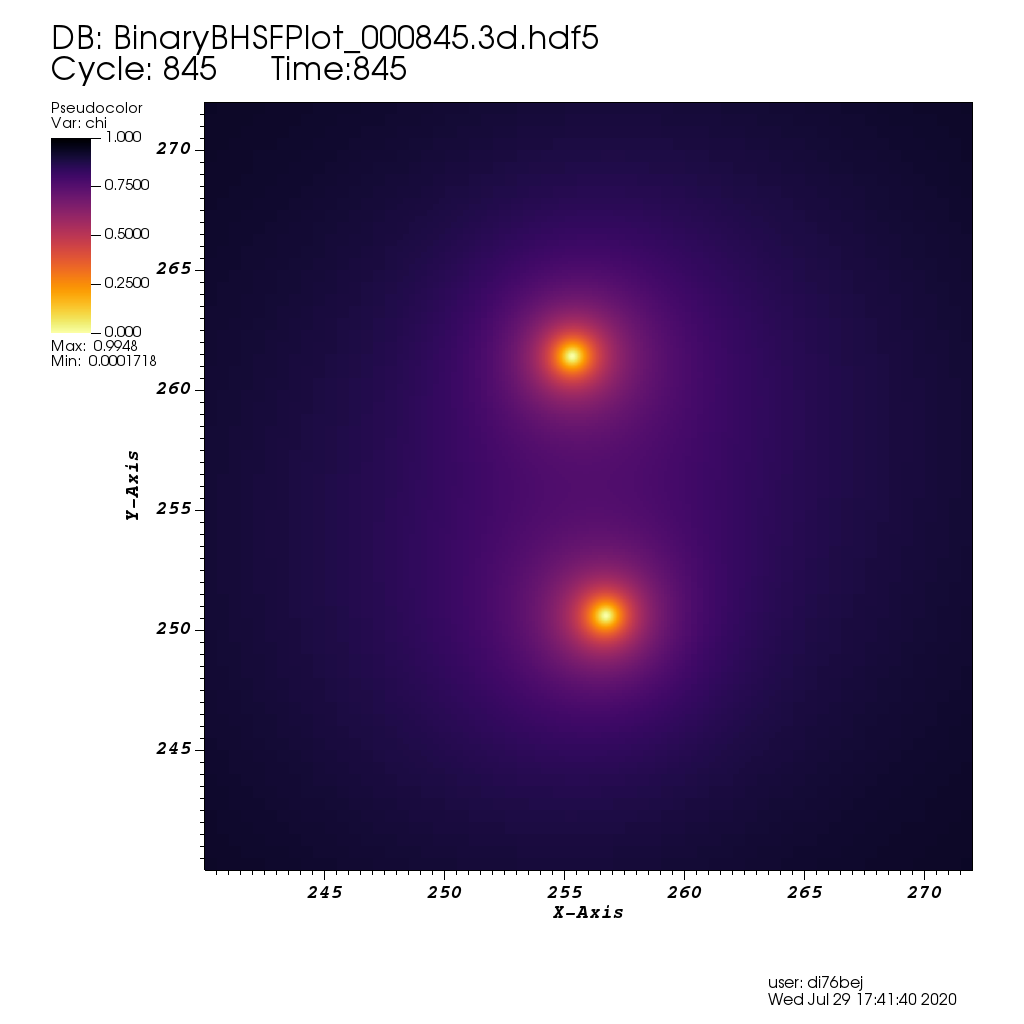 DB: BinaryBHSFPlot_000845.3d.hdf5
Cycle: 845 Time:845
Pseudocolor
Var: chi
1.000
0.7500
0.5000
0.2500
0.000
Max: 0.9948
Min: 0.0001718
270
265
260
255
250
245
Y-Axis
245 250 255 260 265 270
X-Axis
user: di76bej
Wed Jul 29 17:41:40 2020